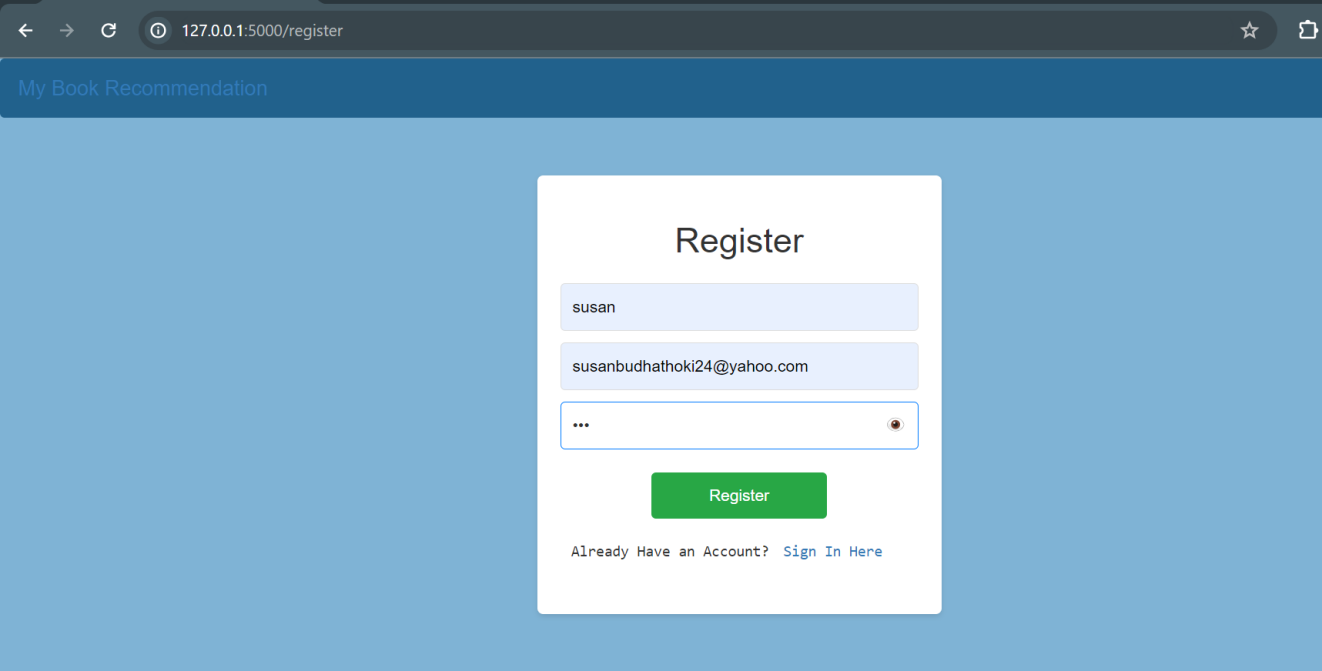 127.0.0.1:5000/register
My Book Recommendation
Register
susan
susanbudhathoki24@yahoo.com
•••
Register
Already Have an Account? Sign In Here